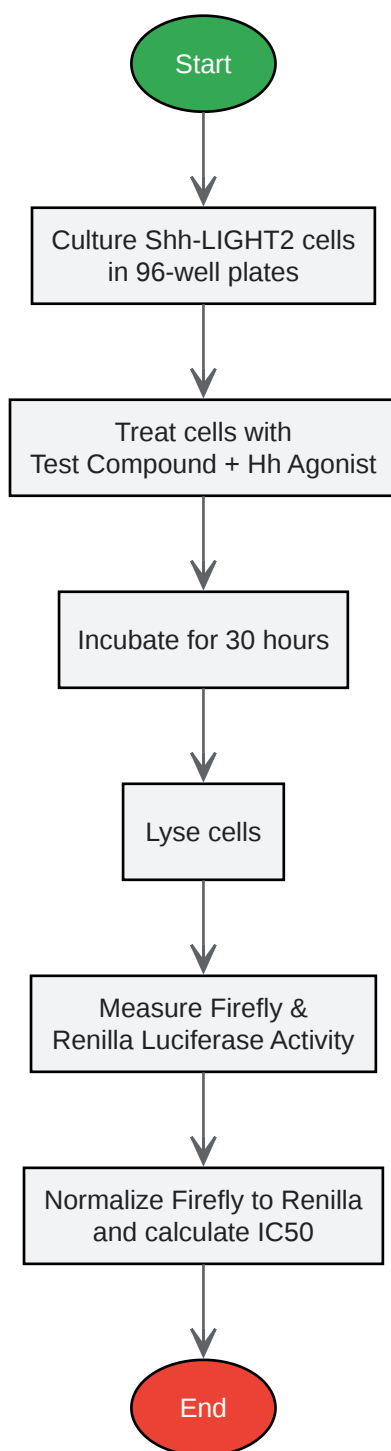 Start
Culture Shh-LIGHT2 cells
in 96-well plates
Treat cells with
Test Compound + Hh Agonist
Incubate for 30 hours
Lyse cells
Measure Firefly &
Renilla Luciferase Activity
Normalize Firefly to Renilla
and calculate IC50
End